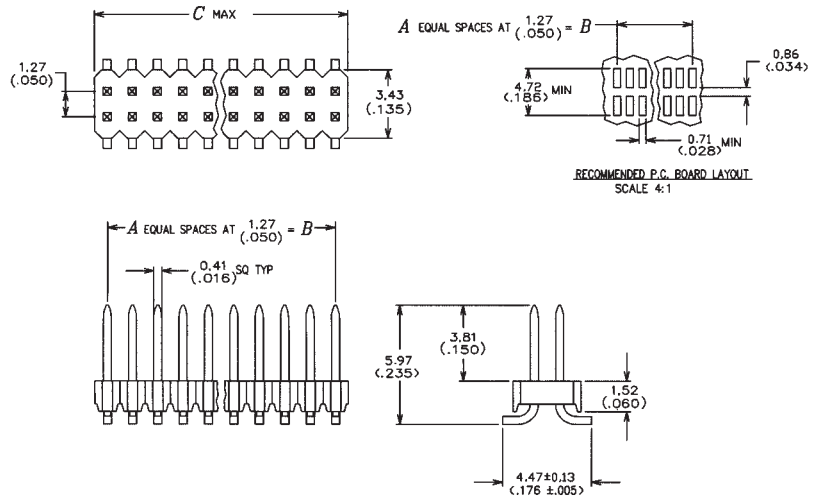 C MAX
A EQUAL SPACES AT 1.27 (.050) = B
1.27
(.050)
3.43
(.135)
4.72
(.186) MIN
0.86
(.034)
0.71
(.028) MIN
RECOMMENDED P.C. BOARD LAYOUT
SCALE 4:1
A EQUAL SPACES AT 1.27 (.050) = B
0.41
(.016) SQ TYP
5.97
(.235)
3.81
(.150)
1.52
(.060)
4.47±0.13
(.176 ±.005)